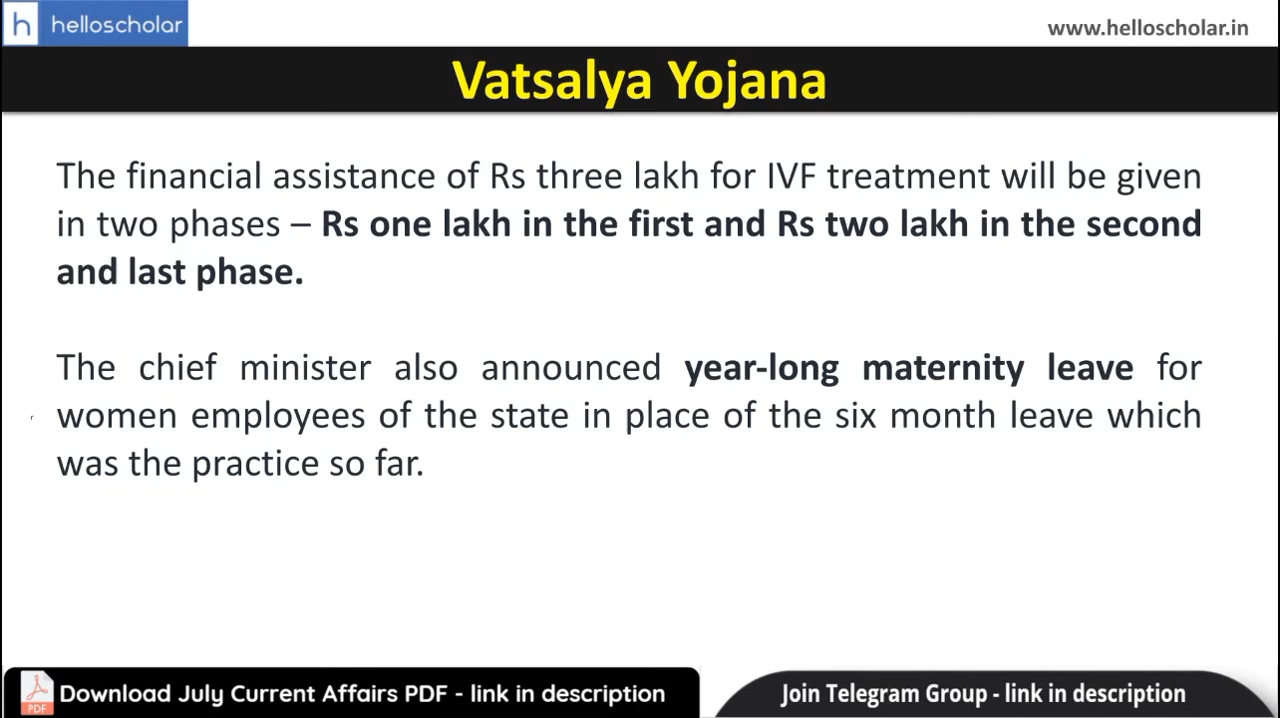 h helloscholar
www.helloscholar.in
Vatsalya Yojana
The financial assistance of Rs three lakh for IVF treatment will be given
in two phases – Rs one lakh in the first and Rs two lakh in the second
and last phase.
The chief minister also announced year-long maternity leave for
women employees of the state in place of the six month leave which
was the practice so far.
PDF
Download July Current Affairs PDF - link in description
Join Telegram Group - link in description